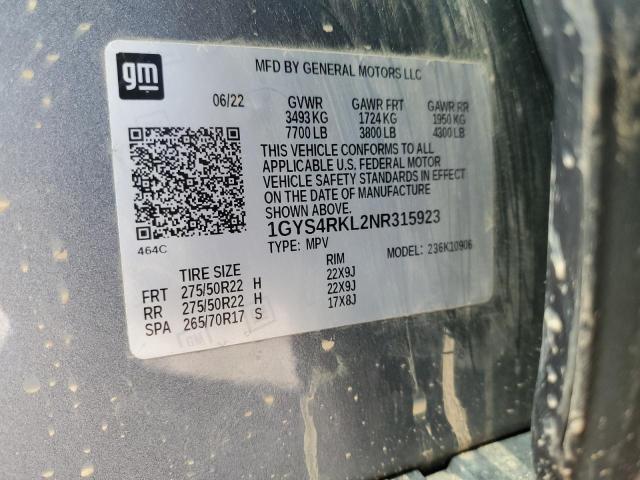 gm
MFD BY GENERAL MOTORS LLC
06/22 GVWR GAWR FRT GAWR RR
3493 KG 1724 KG 1950 KG
7700 LB 3800 LB 4300 LB
THIS VEHICLE CONFORMS TO ALL
APPLICABLE U.S. FEDERAL MOTOR
VEHICLE SAFETY STANDARDS IN EFFECT
ON THE DATE OF MANUFACTURE
SHOWN ABOVE.
1GYS4RKL2NR315923
464C
TYPE: MPV MODEL: 236K10906
TIRE SIZE RIM
FRT 275/50R22 H 22X9J
RR 275/50R22 H 22X9J
SPA 265/70R17 S 17X8J
GM